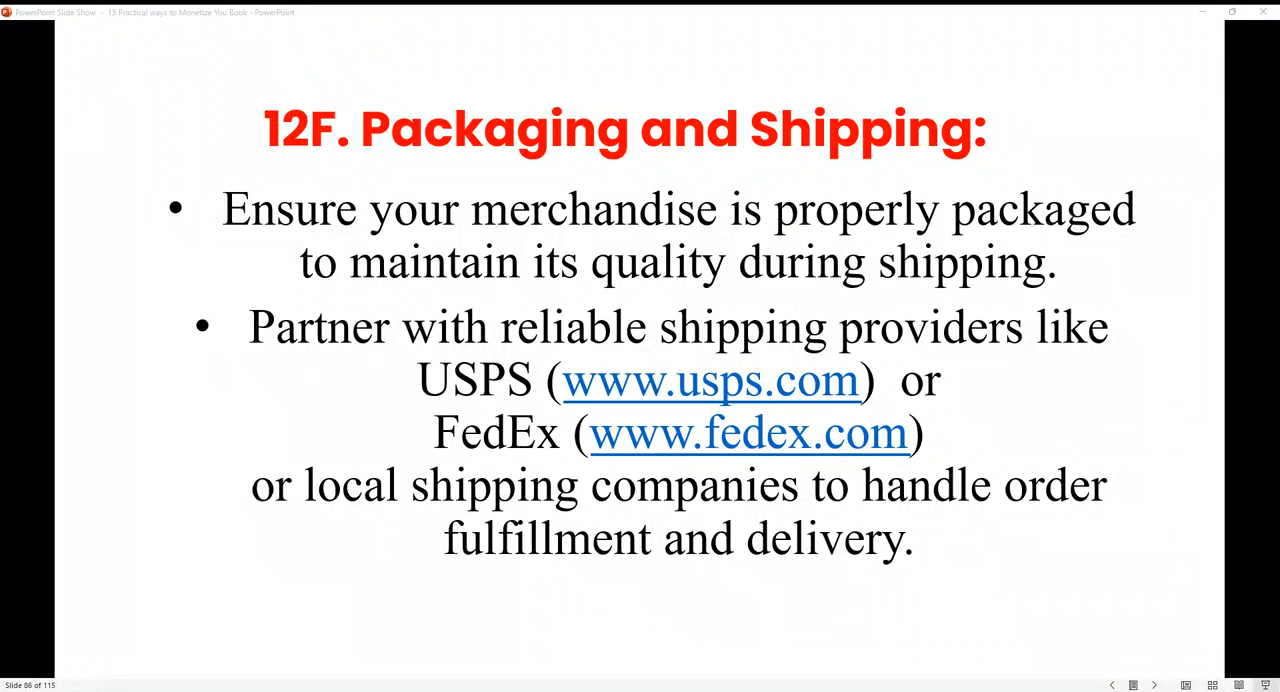 PowerPoint Slide Show - 15 Practical ways to Monetize You Book - PowerPoint
12F. Packaging and Shipping:
• Ensure your merchandise is properly packaged
to maintain its quality during shipping.
• Partner with reliable shipping providers like
USPS (www.usps.com) or
FedEx (www.fedex.com)
or local shipping companies to handle order
fulfillment and delivery.
Slide 86 of 115